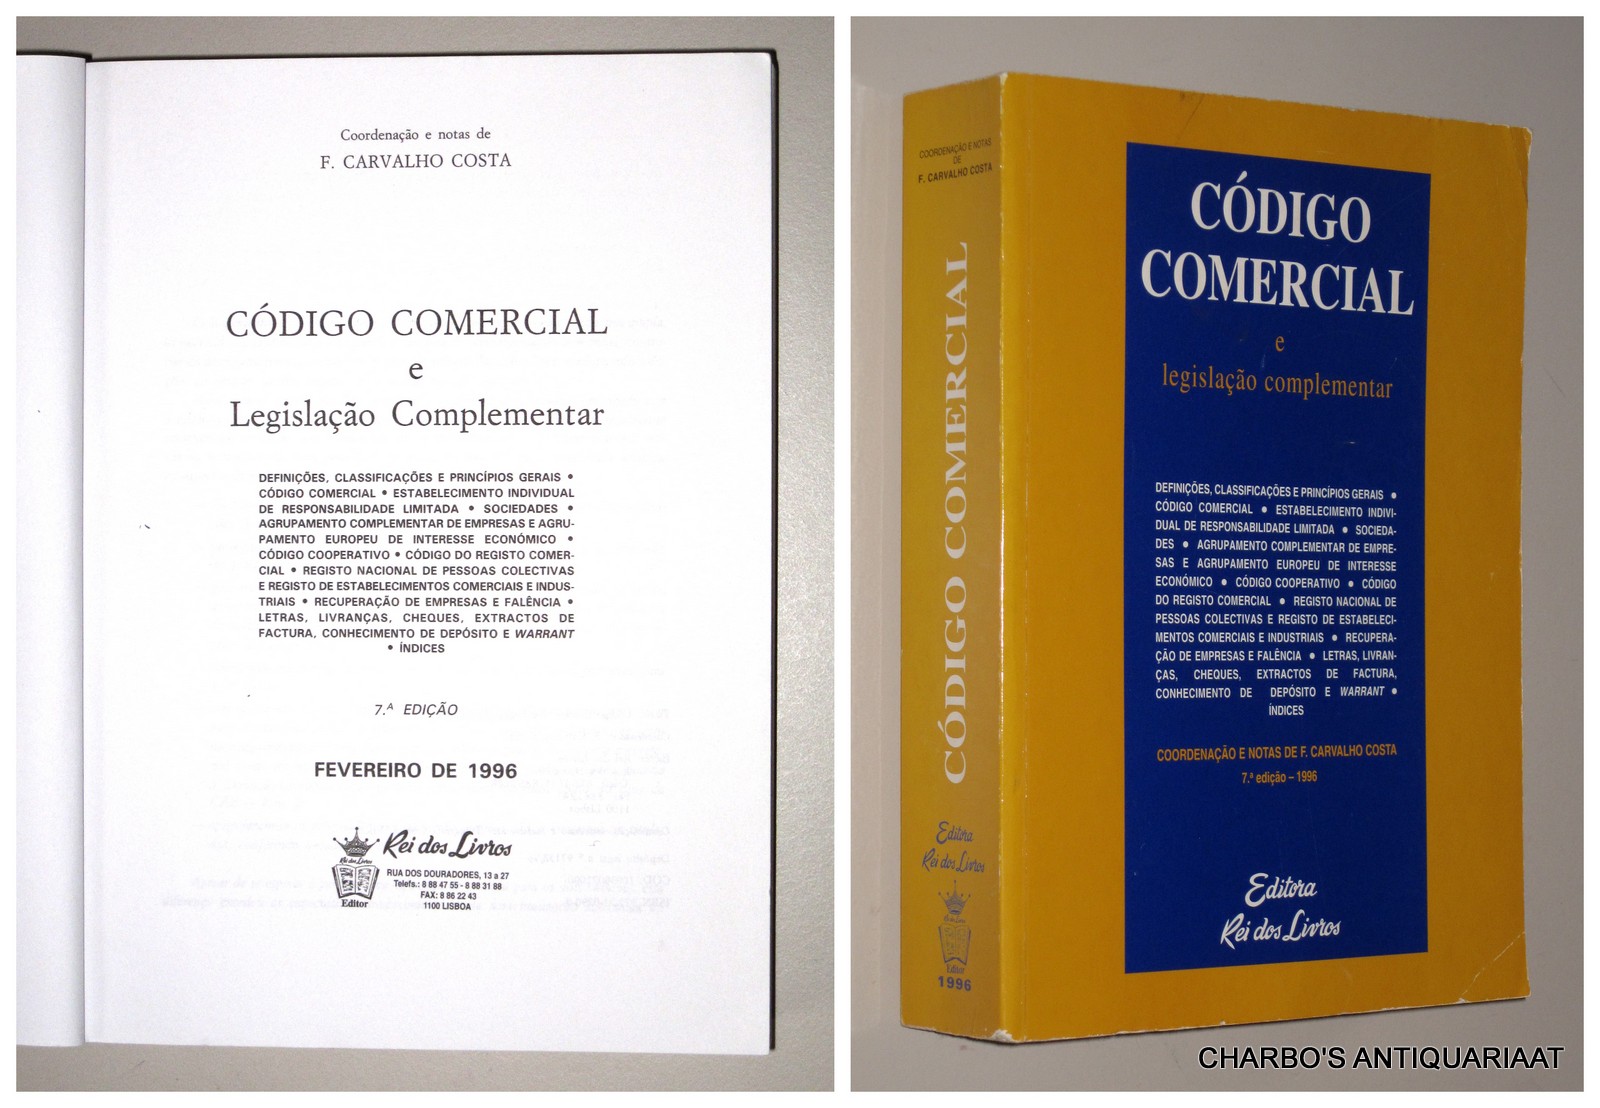 Coordenação e notas de
F. CARVALHO COSTA
CÓDIGO COMERCIAL
e
Legislação Complementar
DEFINIÇÕES, CLASSIFICAÇÕES E PRINCÍPIOS GERAIS •
CÓDIGO COMERCIAL • ESTABELECIMENTO INDIVIDUAL
DE RESPONSABILIDADE LIMITADA • SOCIEDADES •
AGRUPAMENTO COMPLEMENTAR DE EMPRESAS E AGRU-
PAMENTO EUROPEU DE INTERESSE ECONÓMICO •
CÓDIGO COOPERATIVO • CÓDIGO DO REGISTO COMER-
CIAL • REGISTO NACIONAL DE PESSOAS COLECTIVAS
E REGISTO DE ESTABELECIMENTOS COMERCIAIS E INDUS-
TRIAIS • RECUPERAÇÃO DE EMPRESAS E FALÊNCIA •
LETRAS, LIVRANÇAS, CHEQUES, EXTRACTOS DE
FACTURA, CONHECIMENTO DE DEPÓSITO E WARRANT
• ÍNDICES
7.ª EDIÇÃO
FEVEREIRO DE 1996
Rei dos Livros
Rei dos Livros
Editor
RUA DOS DOURADORES, 13 a 27
Telefs.: 8 88 47 55 - 8 88 31 88
FAX: 8 86 22 43
1100 LISBOA
COORDENAÇÃO E NOTAS
DE
F. CARVALHO COSTA
CÓDIGO COMERCIAL
Editora
Rei dos Livros
Editor
1996
CÓDIGO
COMERCIAL
e
legislação complementar
DEFINIÇÕES, CLASSIFICAÇÕES E PRINCÍPIOS GERAIS •
CÓDIGO COMERCIAL • ESTABELECIMENTO INDIVI-
DUAL DE RESPONSABILIDADE LIMITADA • SOCIEDA-
DES • AGRUPAMENTO COMPLEMENTAR DE EMPRE-
SAS E AGRUPAMENTO EUROPEU DE INTERESSE
ECONÓMICO • CÓDIGO COOPERATIVO • CÓDIGO
DO REGISTO COMERCIAL • REGISTO NACIONAL DE
PESSOAS COLECTIVAS E REGISTO DE ESTABELECI-
MENTOS COMERCIAIS E INDUSTRIAIS • RECUPERA-
ÇÃO DE EMPRESAS E FALÊNCIA • LETRAS, LIVRAN-
ÇAS, CHEQUES, EXTRACTOS DE FACTURA,
CONHECIMENTO DE DEPÓSITO E WARRANT •
ÍNDICES
COORDENAÇÃO E NOTAS DE F. CARVALHO COSTA
7.ª edição – 1996
Editora
Rei dos Livros
CHARBO'S ANTIQUARIAAT